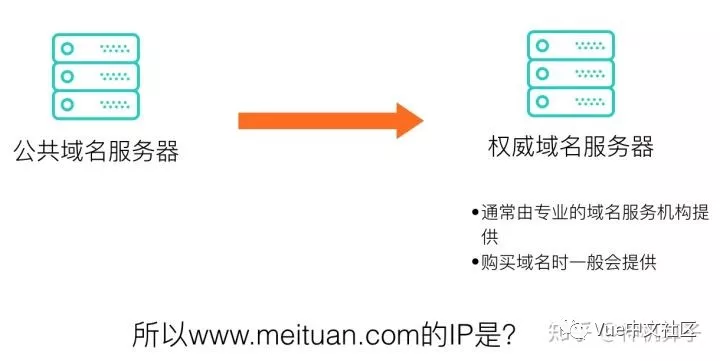 公共域名服务器
权威域名服务器
•通常由专业的域名服务机构提
供
•购买域名时一般会提供
所以www.meituan.com的IP是?
知乎
Vue中文社区